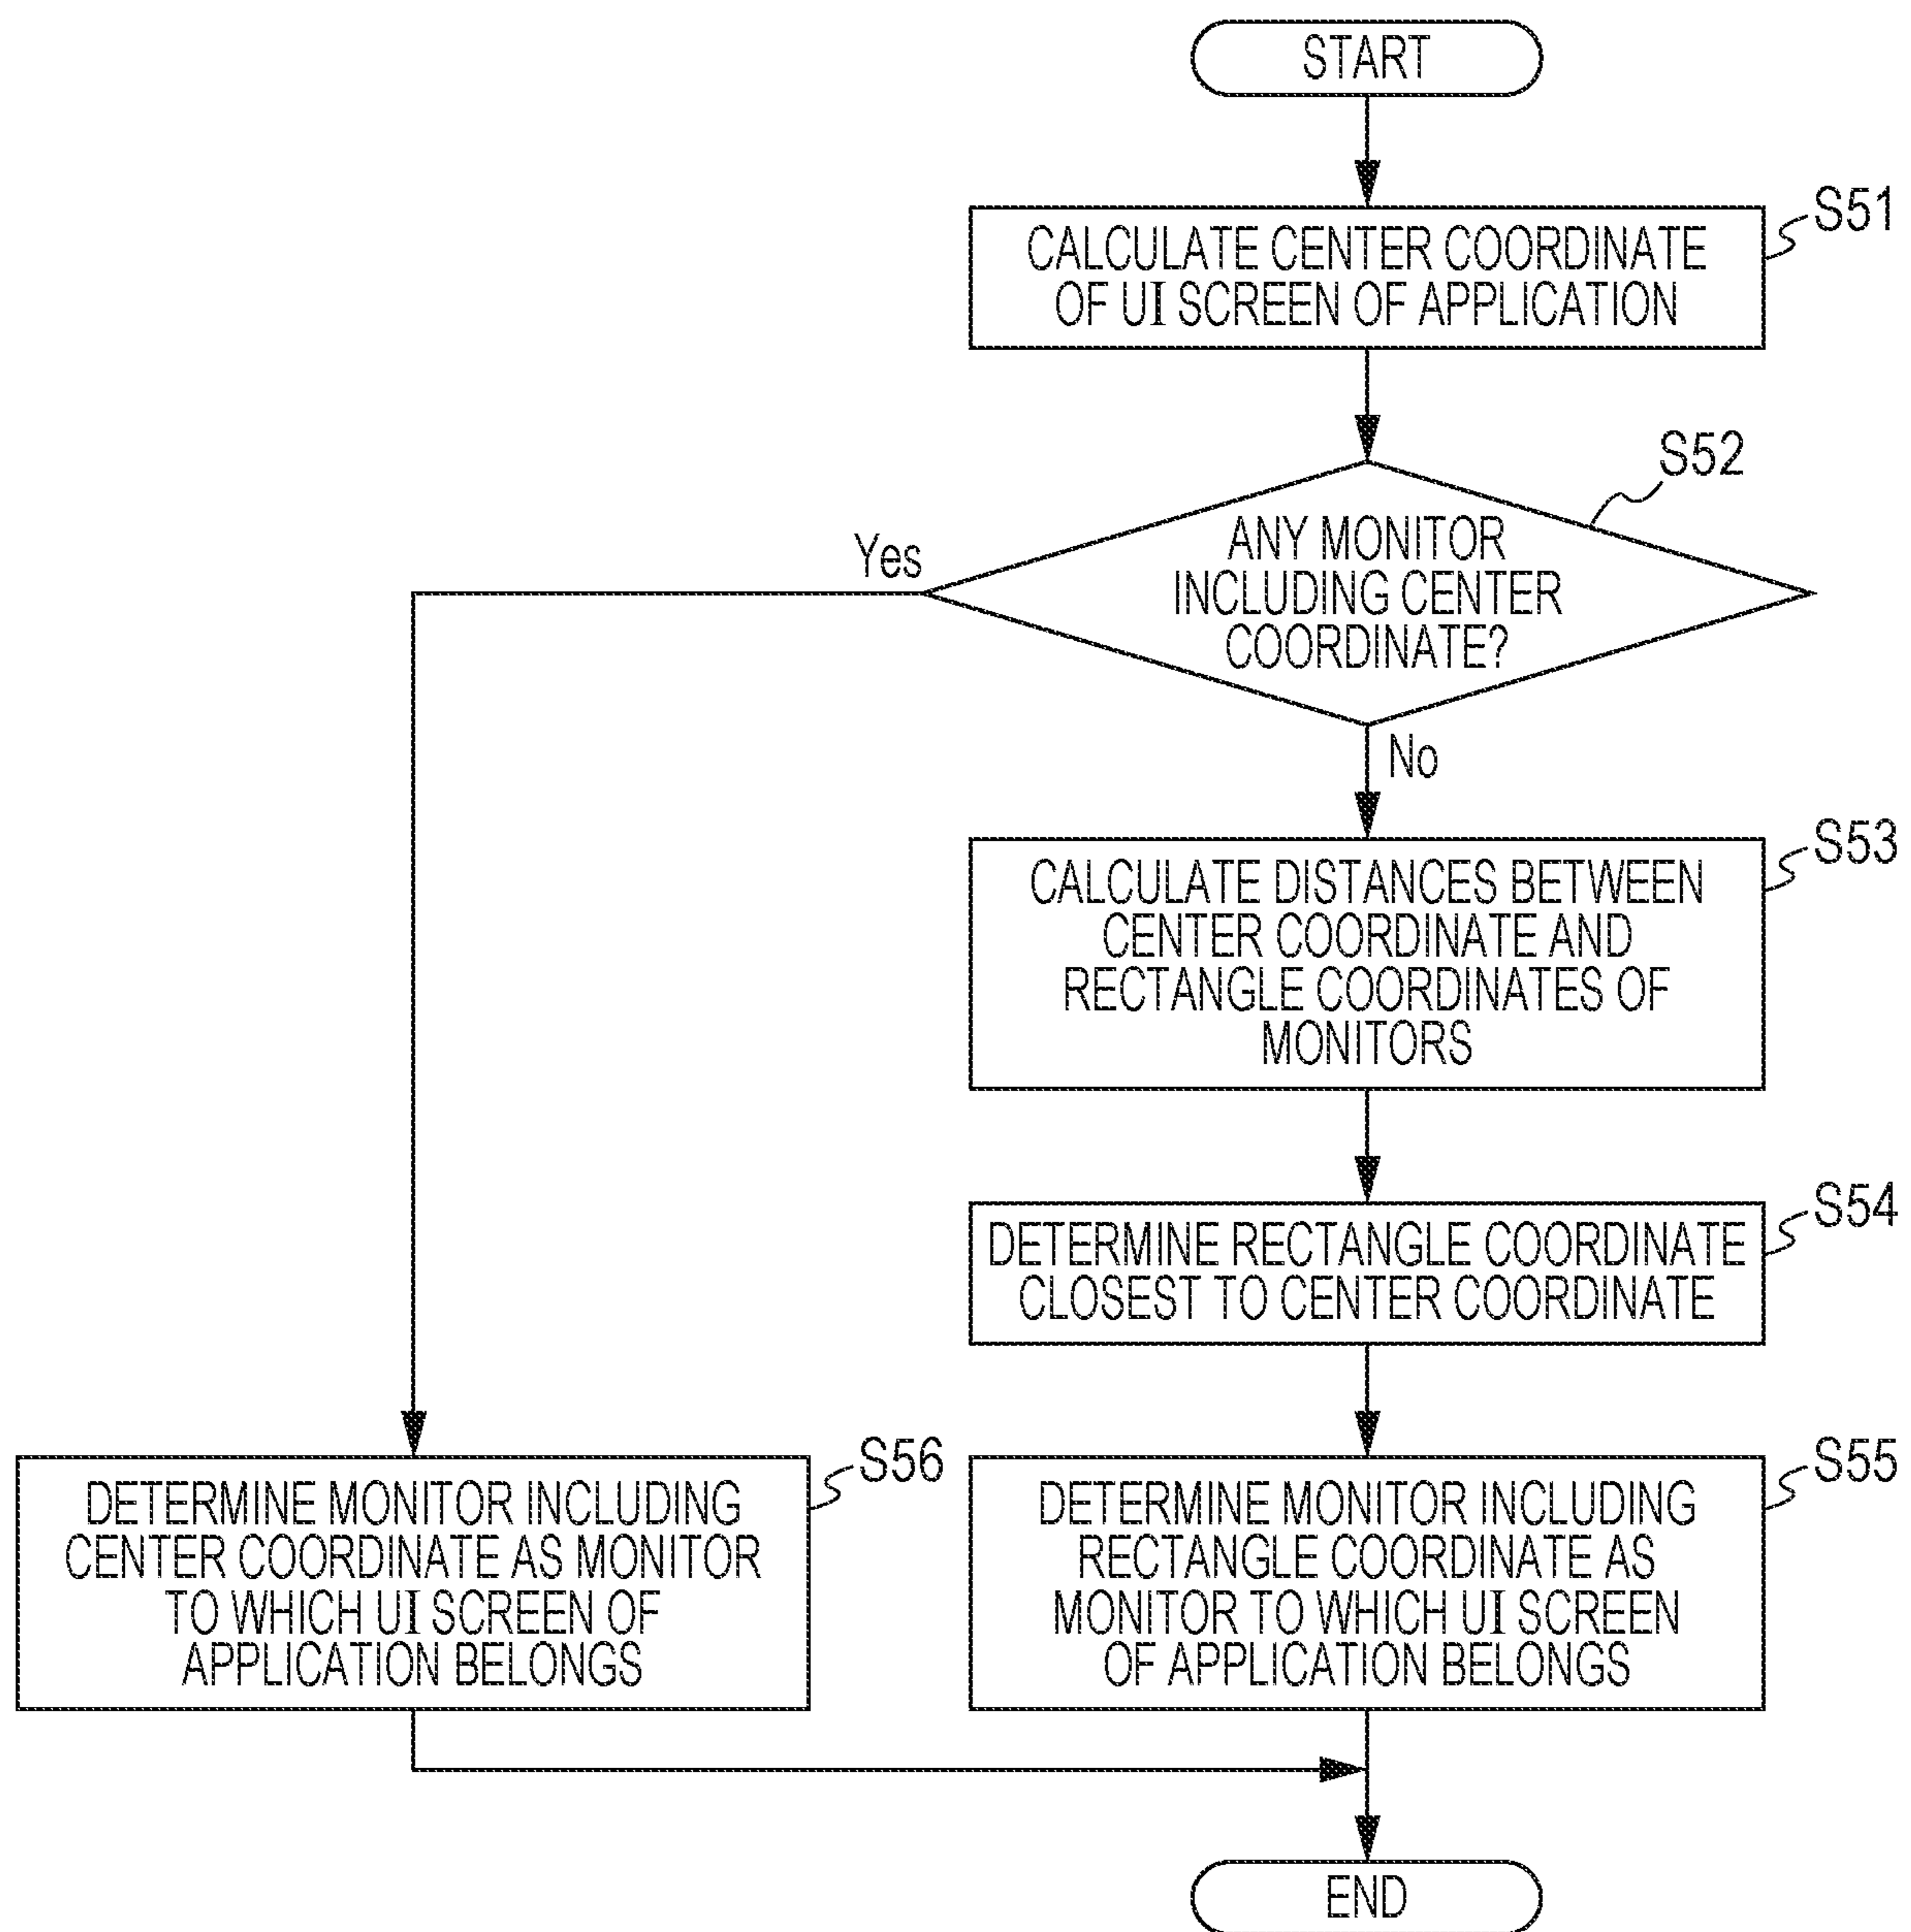 START
CALCULATE CENTER COORDINATE
OF UI SCREEN OF APPLICATION
S51
S52
ANY MONITOR
INCLUDING CENTER
COORDINATE?
Yes
No
CALCULATE DISTANCES BETWEEN
CENTER COORDINATE AND
RECTANGLE COORDINATES OF
MONITORS
S53
DETERMINE RECTANGLE COORDINATE
CLOSEST TO CENTER COORDINATE
S54
DETERMINE MONITOR INCLUDING
CENTER COORDINATE AS MONITOR
TO WHICH UI SCREEN OF
APPLICATION BELONGS
S56
DETERMINE MONITOR INCLUDING
RECTANGLE COORDINATE AS
MONITOR TO WHICH UI SCREEN
OF APPLICATION BELONGS
S55
END